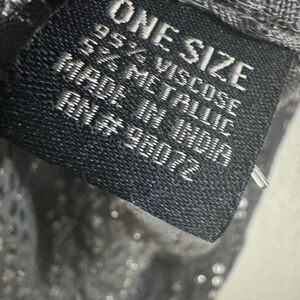 ONE SIZE
95% VISCOSE
5% METALLIC
MADE IN INDIA
RN# 98072